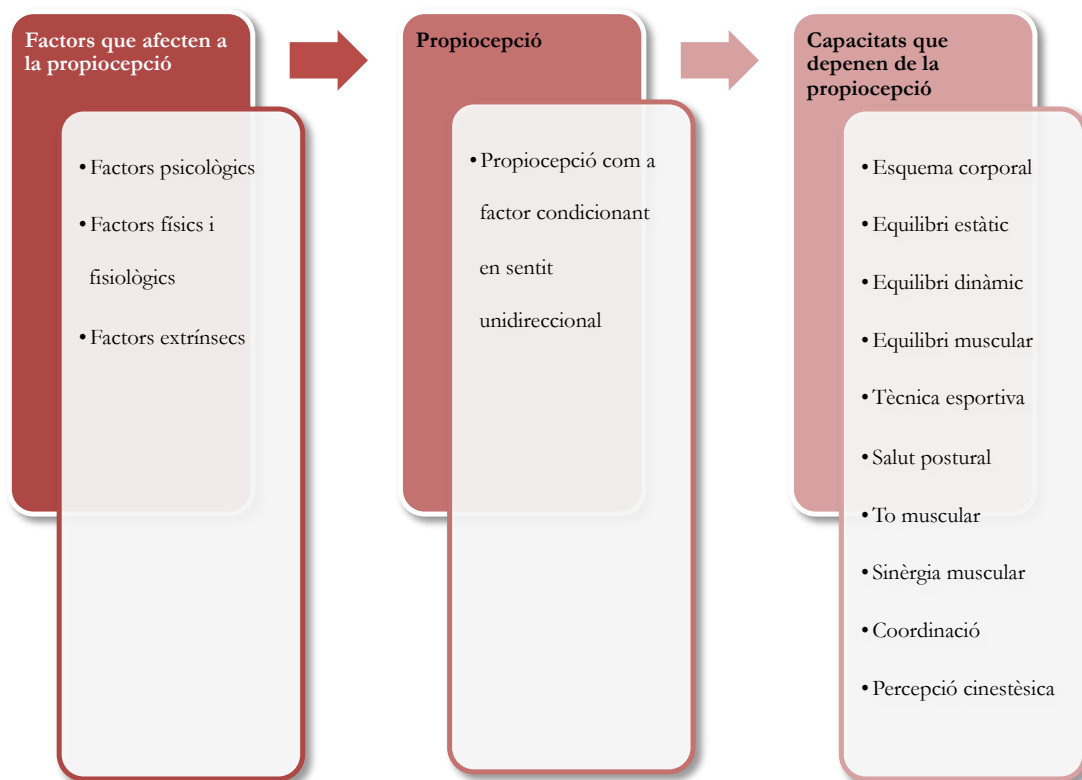 Factors que afecten a
la propiocepció
• Factors psicològics
• Factors físics i
fisiològics
• Factors extrínsecs
Propiocepció
• Propiocepció com a
factor condicionant
en sentit
unidireccional
Capacitats que
depenen de la
propiocepció
• Esquema corporal
• Equilibri estàtic
• Equilibri dinàmic
• Equilibri muscular
• Tècnica esportiva
• Salut postural
• To muscular
• Sinèrgia muscular
• Coordinació
• Percepció cinestèsica